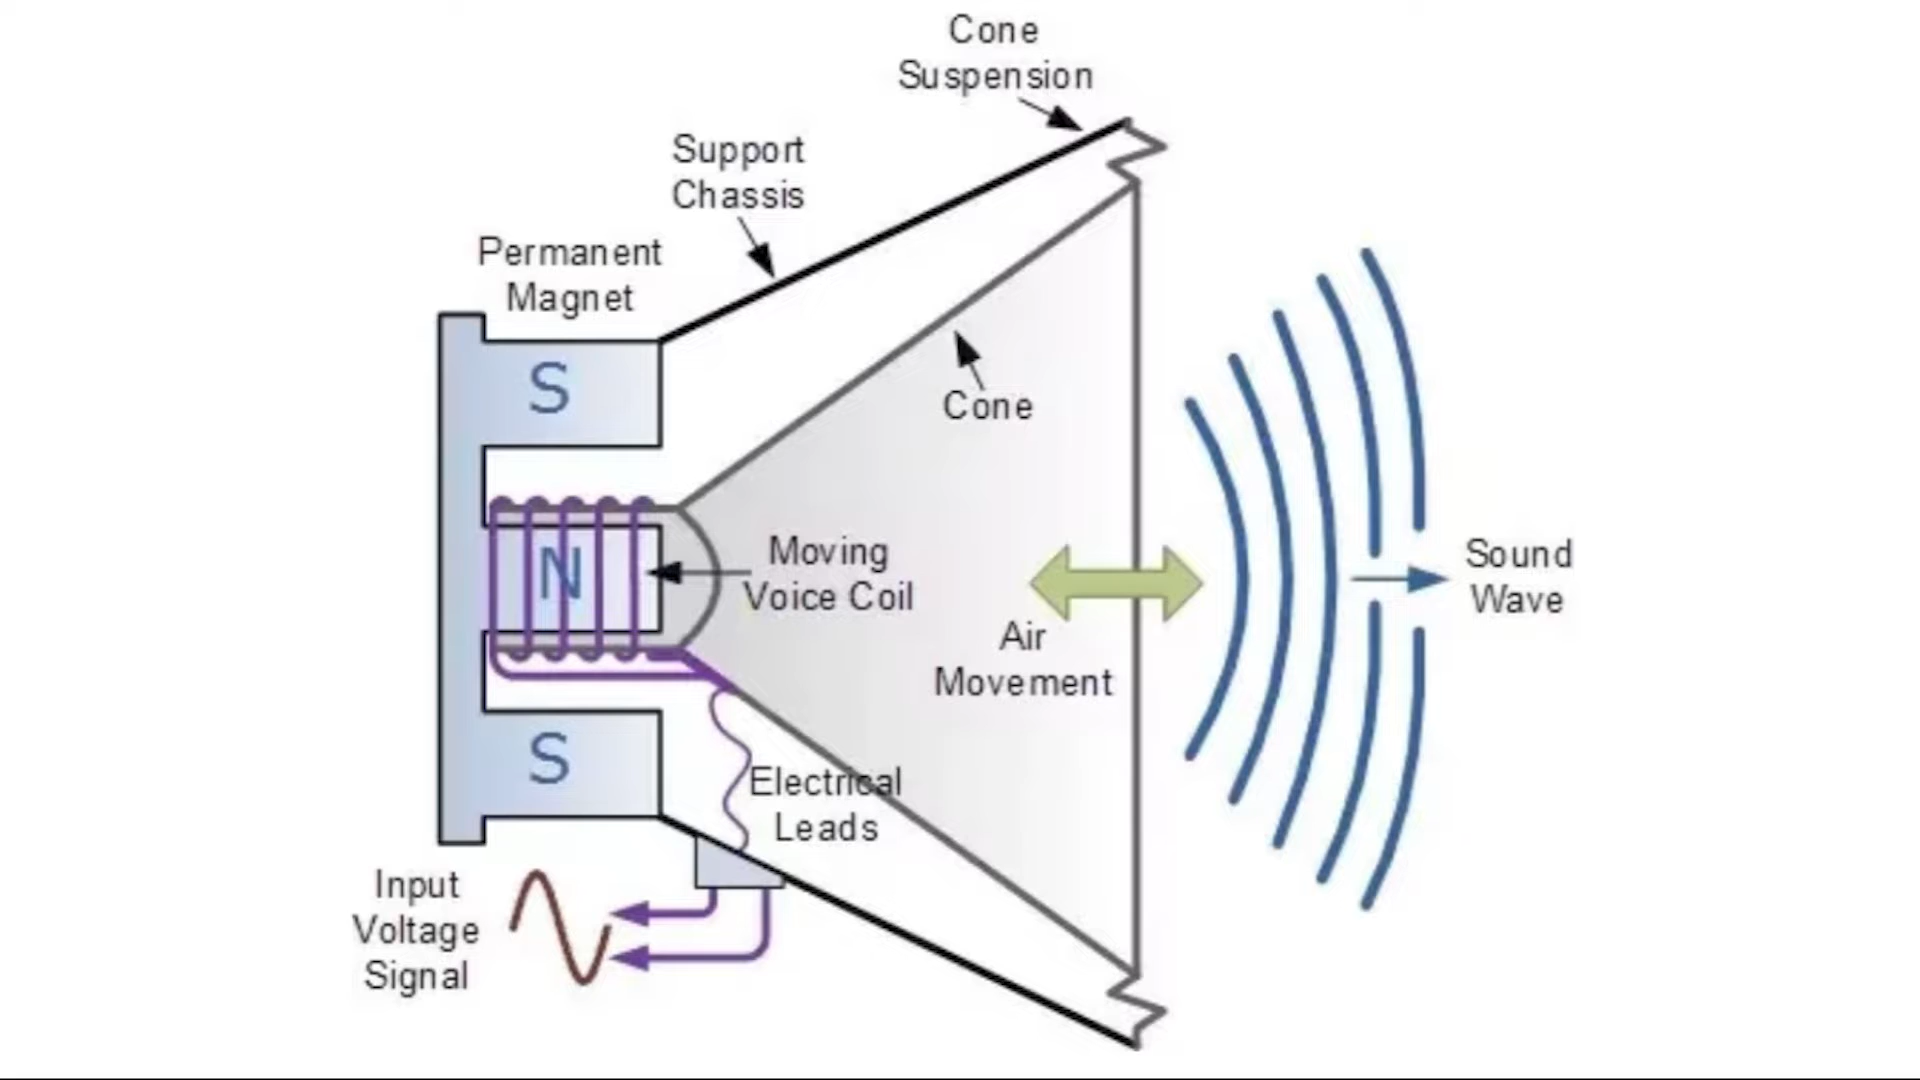 Cone
Suspension
Support
Chassis
Permanent
Magnet
S
Cone
N
Moving
Voice Coil
Sound
Wave
Air
Movement
S
Electrical
Leads
Input
Voltage
Signal